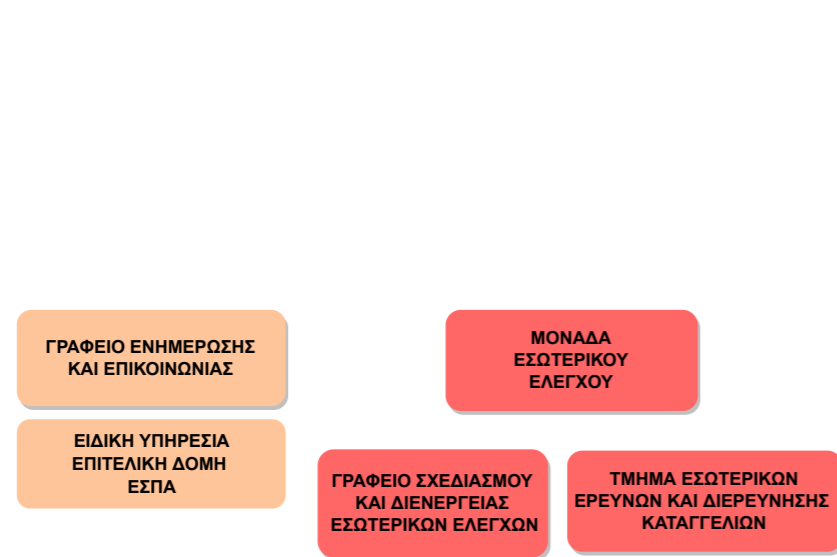 ΓΡΑΦΕΙΟ ΕΝΗΜΕΡΩΣΗΣ
ΚΑΙ ΕΠΙΚΟΙΝΩΝΙΑΣ
ΜΟΝΑΔΑ
ΕΣΩΤΕΡΙΚΟΥ
ΕΛΕΓΧΟΥ
ΕΙΔΙΚΗ ΥΠΗΡΕΣΙΑ
ΕΠΙΤΕΛΙΚΗ ΔΟΜΗ
ΕΣΠΑ
ΓΡΑΦΕΙΟ ΣΧΕΔΙΑΣΜΟΥ
ΚΑΙ ΔΙΕΝΕΡΓΕΙΑΣ
ΕΣΩΤΕΡΙΚΩΝ ΕΛΕΓΧΩΝ
ΤΜΗΜΑ ΕΣΩΤΕΡΙΚΩΝ
ΕΡΕΥΝΩΝ ΚΑΙ ΔΙΕΡΕΥΝΗΣΗΣ
ΚΑΤΑΓΓΕΛΙΩΝ